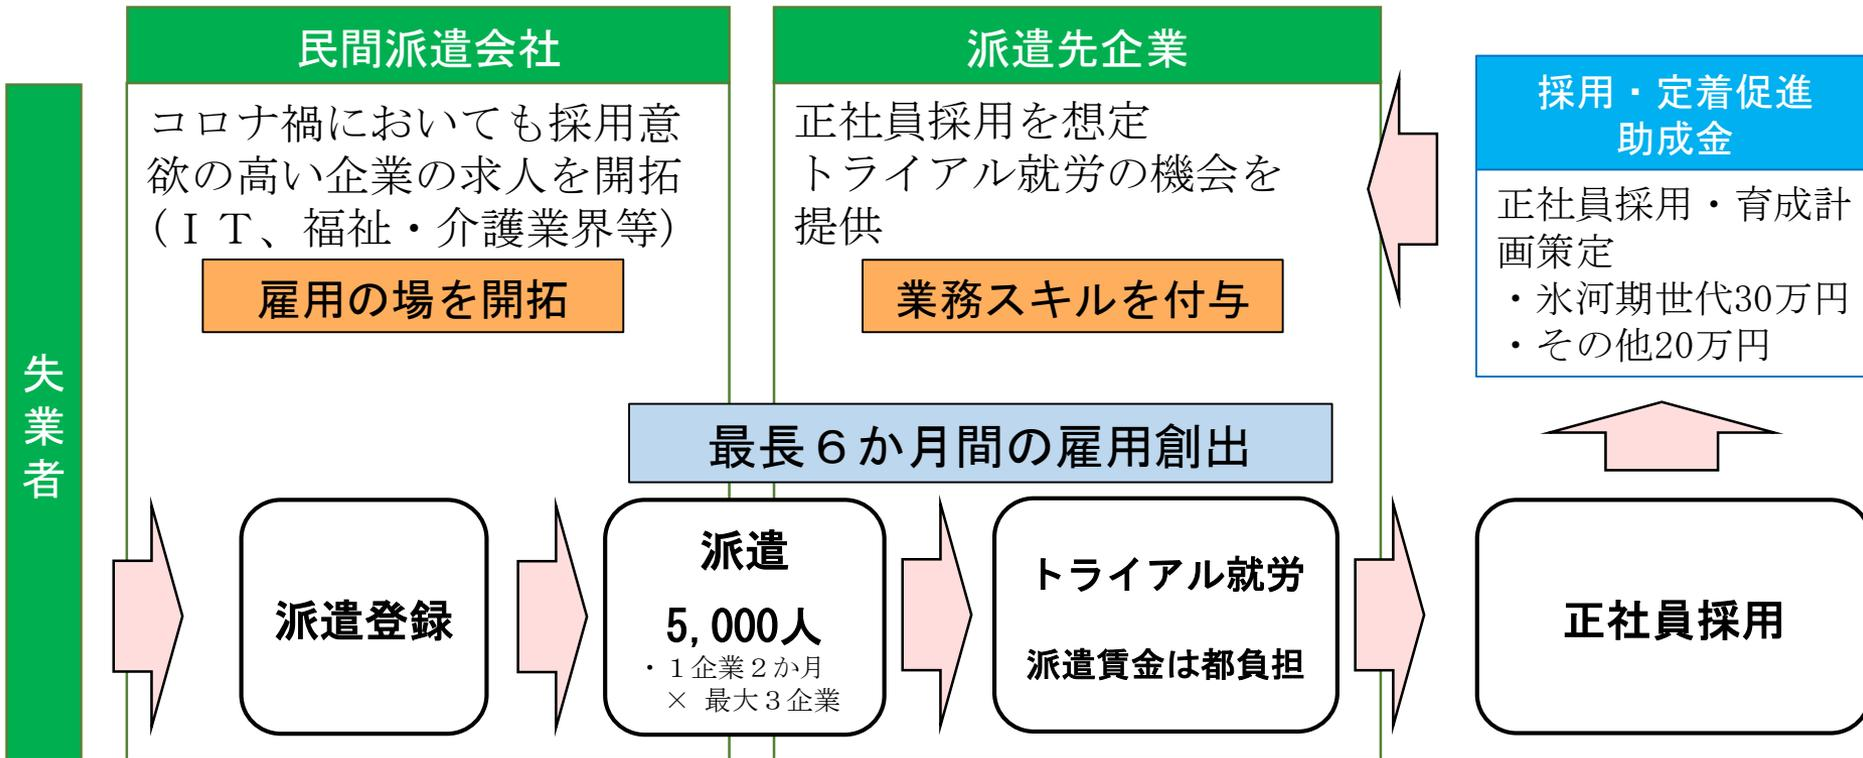 失業者
民間派遣会社
コロナ禍においても採用意
欲の高い企業の求人を開拓
（ＩＴ、福祉・介護業界等）
雇用の場を開拓
派遣先企業
正社員採用を想定
トライアル就労の機会を
提供
業務スキルを付与
採用・定着促進
助成金
正社員採用・育成計
画策定
・氷河期世代30万円
・その他20万円
最長６か月間の雇用創出
派遣登録
派遣
5,000人
・１企業２か月
× 最大３企業
トライアル就労
派遣賃金は都負担
正社員採用